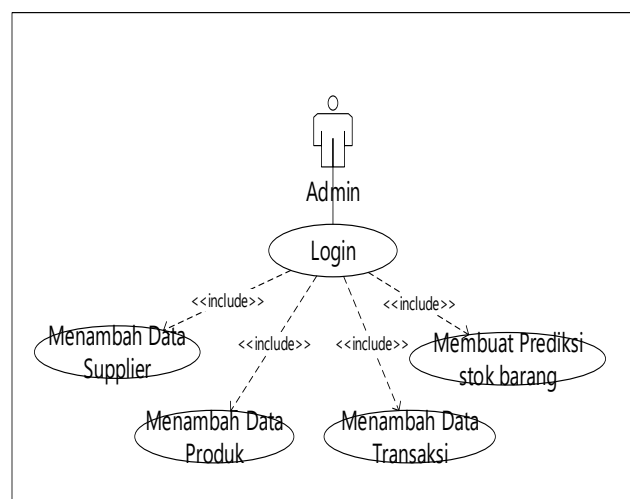 Admin
Login
<<include>>
<<include>>
<<include>>
<<include>>
Menambah Data
Supplier
Membuat Prediksi
stok barang
Menambah Data
Produk
Menambah Data
Transaksi